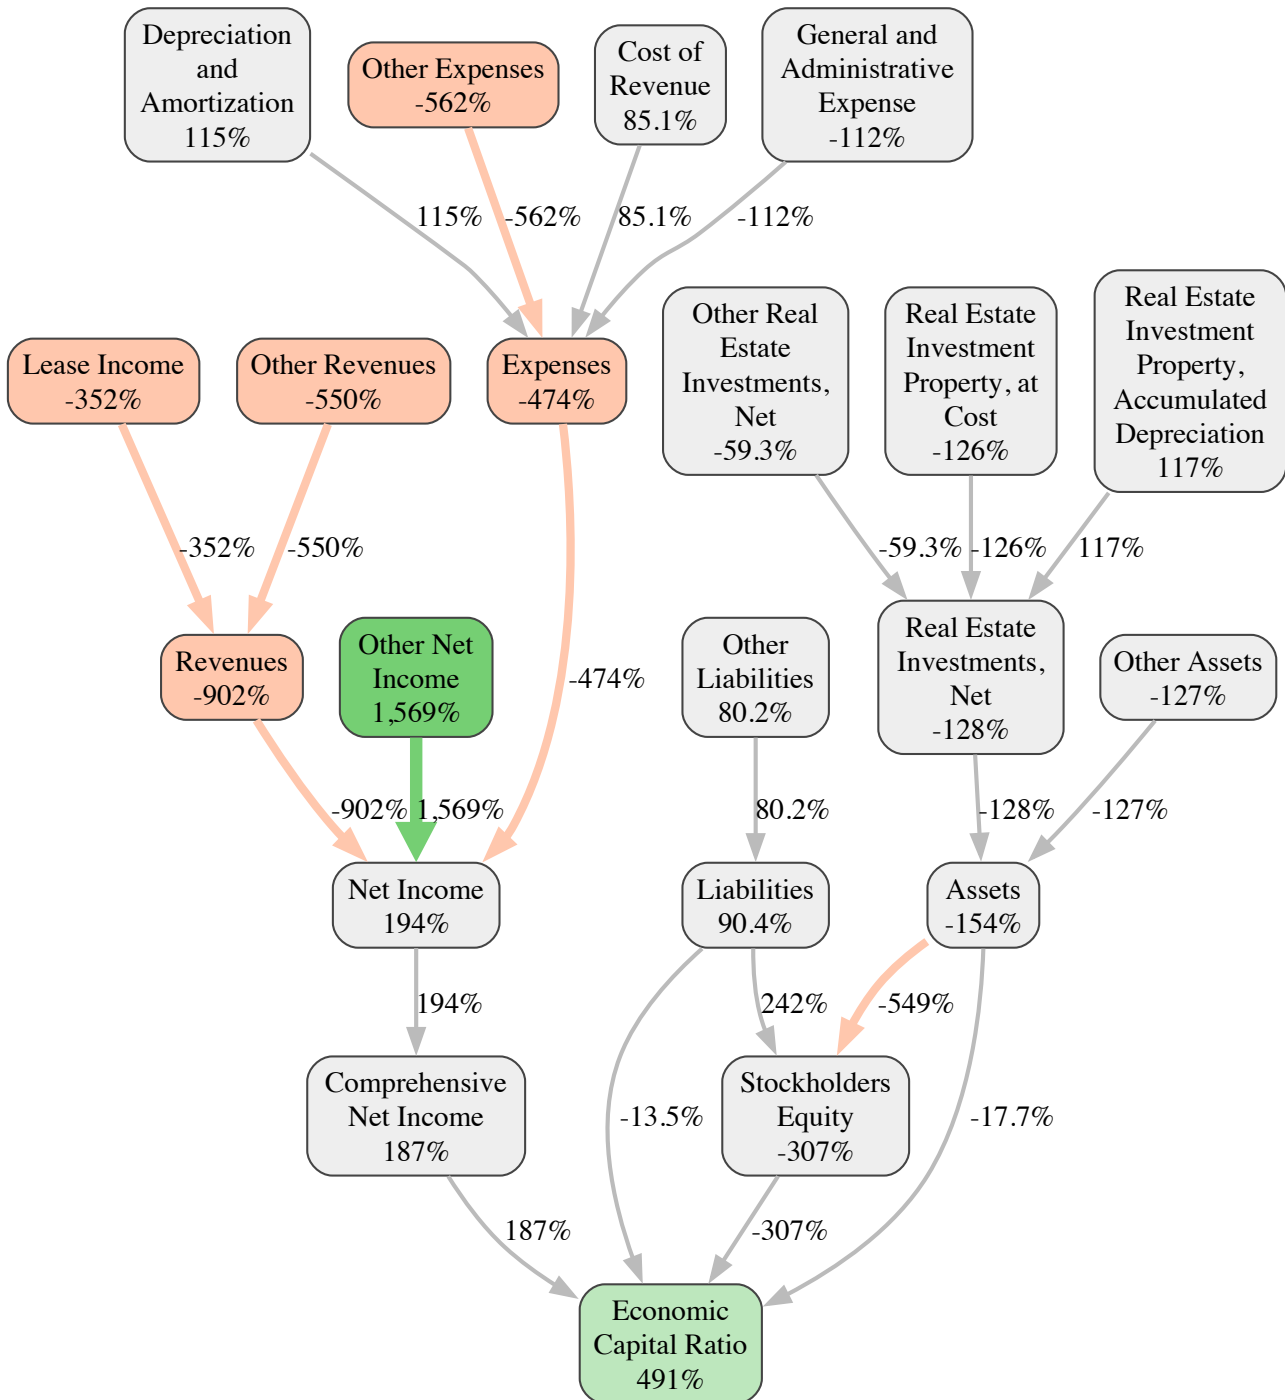 Depreciation
and
Amortization
115%
Other Expenses
-562%
Cost of
Revenue
85.1%
General and
Administrative
Expense
-112%
115%
-562%
85.1%
-112%
Lease Income
-352%
Other Revenues
-550%
Expenses
-474%
Other Real
Estate
Investments,
Net
-59.3%
Real Estate
Investment
Property, at
Cost
-126%
Real Estate
Investment
Property,
Accumulated
Depreciation
117%
-352%
-550%
-59.3%
-126%
117%
Revenues
-902%
Other Net
Income
1,569%
-474%
Other
Liabilities
80.2%
Real Estate
Investments,
Net
-128%
Other Assets
-127%
-902%
1,569%
80.2%
-128%
-127%
Net Income
194%
Liabilities
90.4%
Assets
-154%
194%
242%
-549%
Comprehensive
Net Income
187%
-13.5%
Stockholders
Equity
-307%
-17.7%
187%
-307%
Economic
Capital Ratio
491%